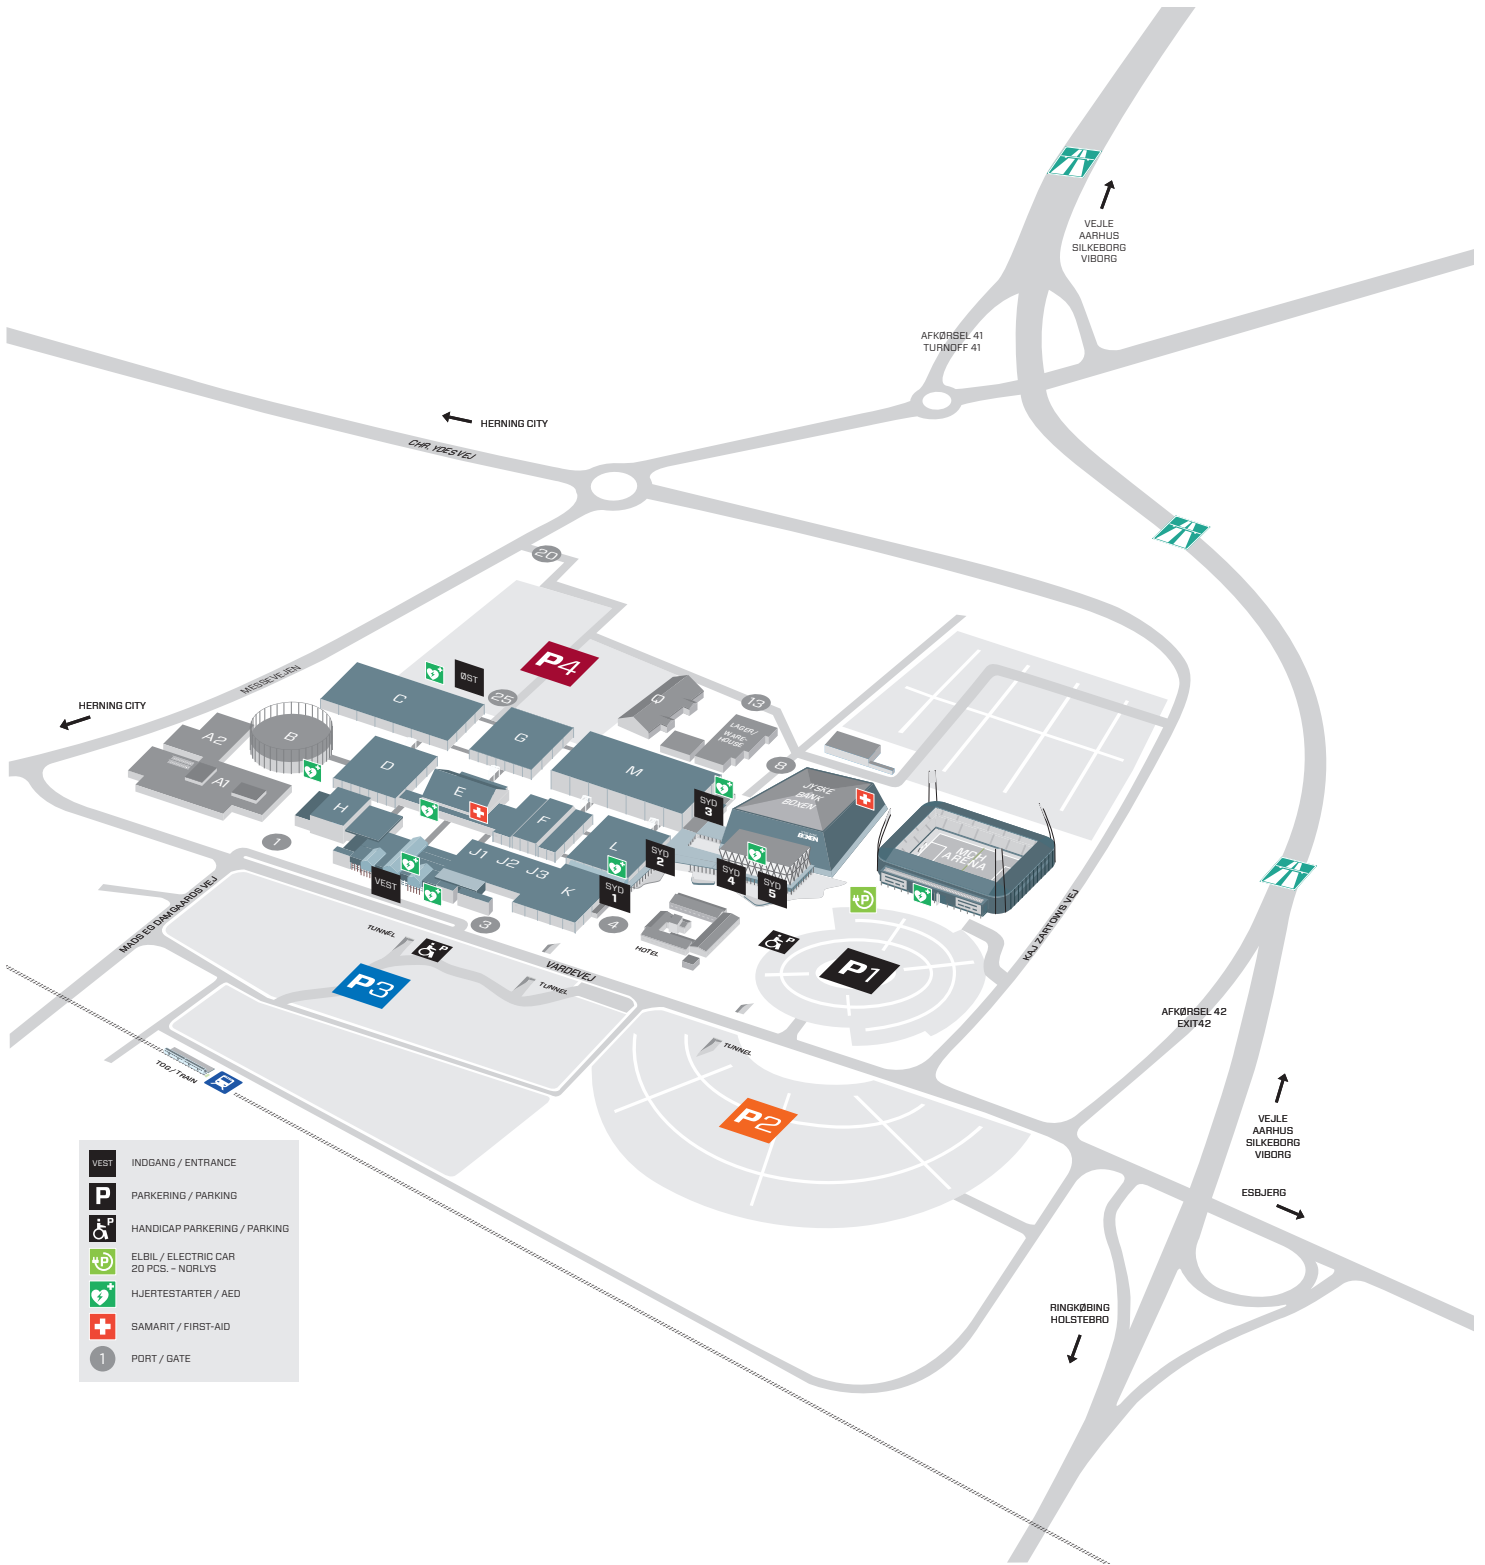 VEJLE
AARHUS
SILKEBORG
VIBORG
AFKØRSEL 41
TURNOFF 41
HERNING CITY
CHR. YDESVEJ
20
MESSEVEJEN
P4
ØST
25
C
Q
13
HERNING CITY
LAGER/
WARE-
HOUSE
A2
B
G
8
D
M
A1
E
JYSKE
BANK
BOXEN
SYD
3
H
F
BOXEN
1
L
J1
J2
J3
SYD
2
MCH
ARENA
VEST
K
SYD
1
SYD
4
SYD
5
P
MADS EG DAMGAARDS VEJ
3
4
KAJ ZARTOWS VEJ
TUNNEL
P
HOTEL
P
VARDEVEJ
P1
P3
TUNNEL
AFKØRSEL 42
EXIT42
TUNNEL
TOG / TRAIN
P2
VEJLE
AARHUS
SILKEBORG
VIBORG
ESBJERG
VEST
INDGANG / ENTRANCE
P
PARKERING / PARKING
P
HANDICAP PARKERING / PARKING
P
ELBIL / ELECTRIC CAR
20 PCS. – NORLYS
HJERTESTARTER / AED
SAMARIT / FIRST-AID
1
PORT / GATE
RINGKØBING
HOLSTEBRO